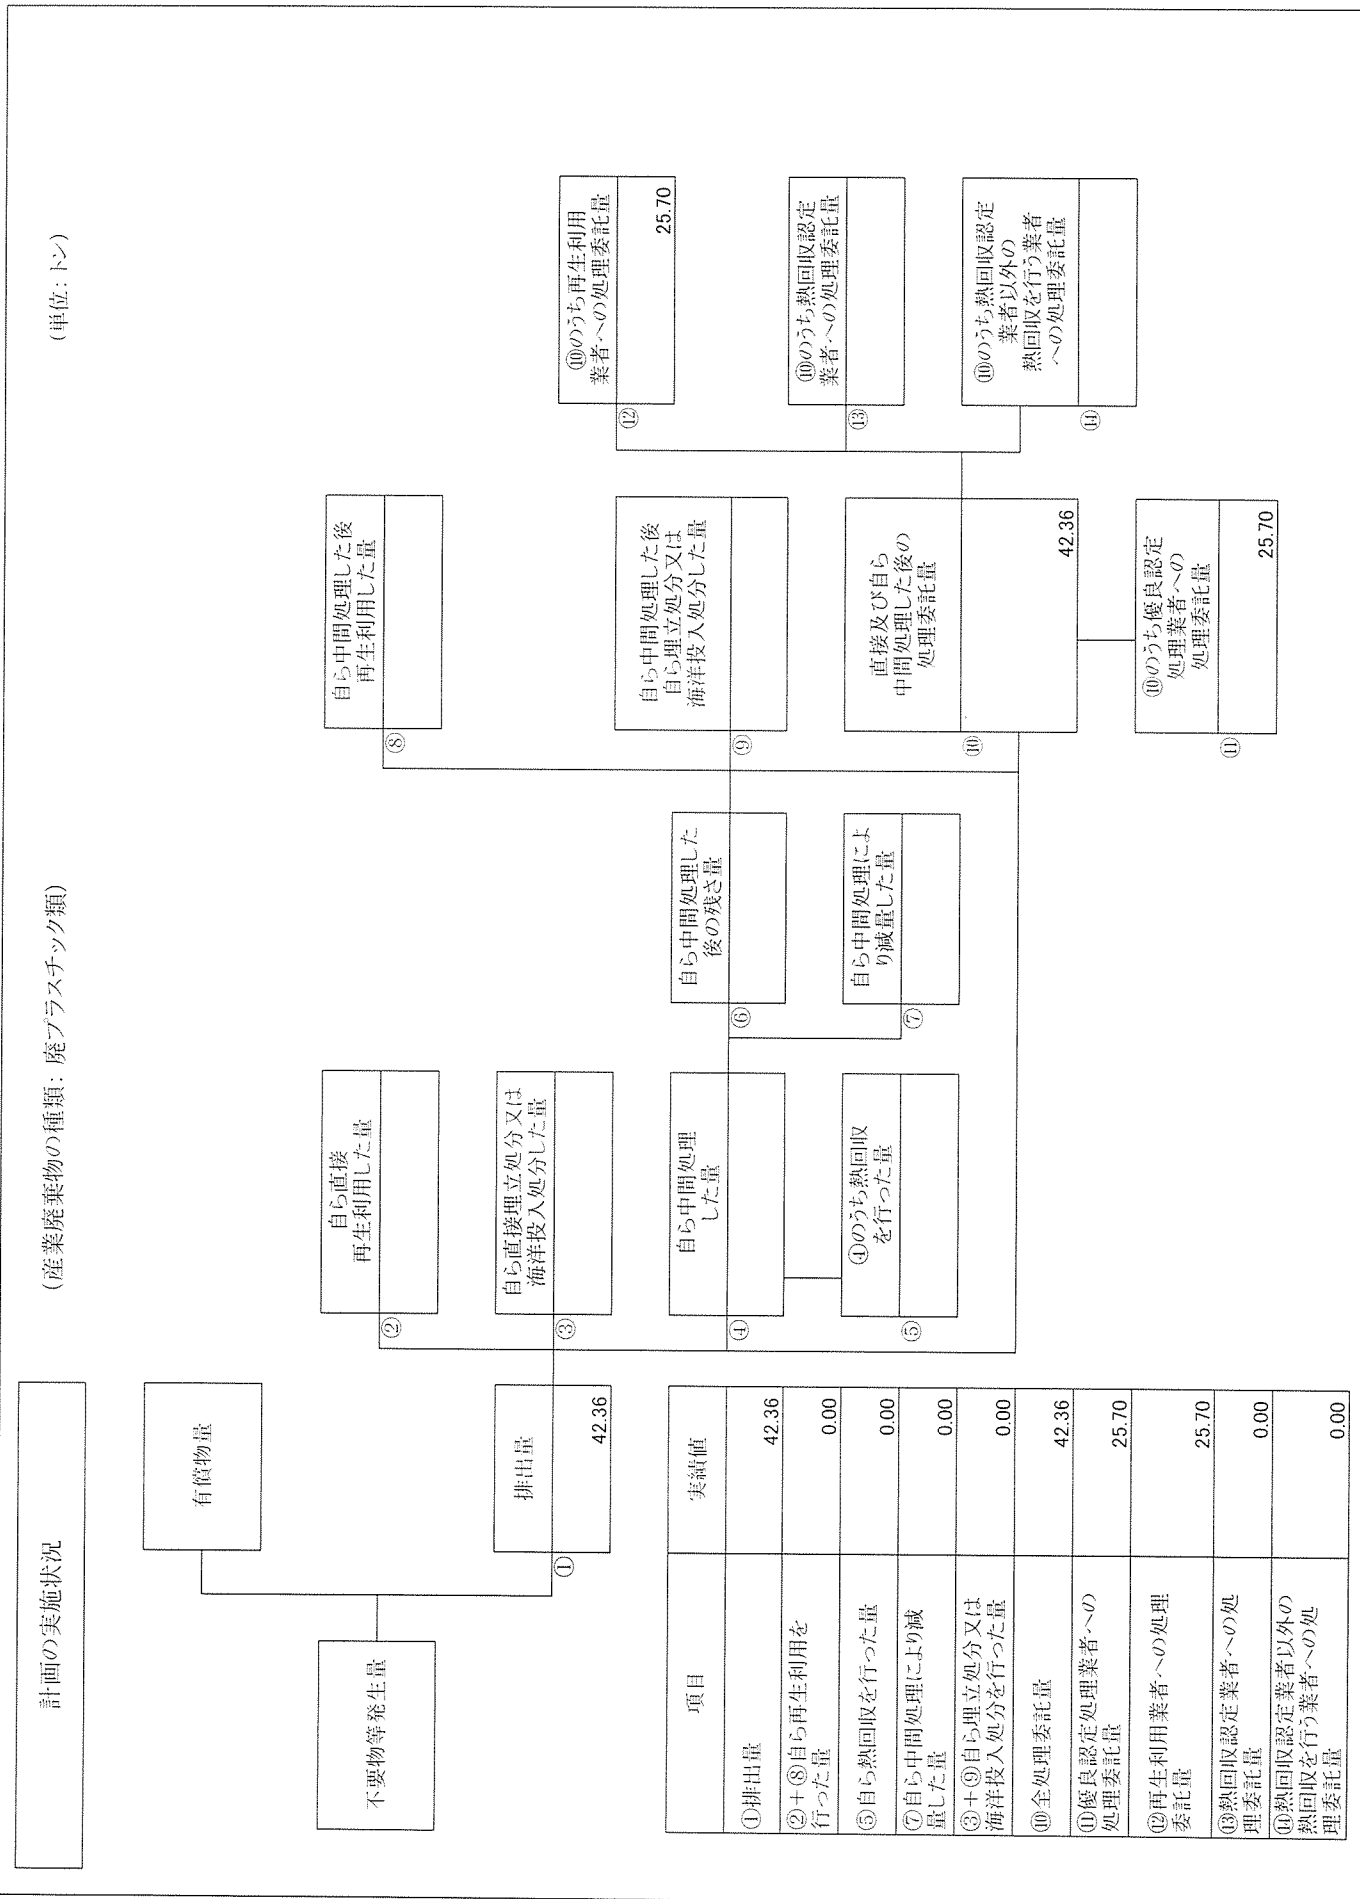 計画の実施状況
(産業廃棄物の種類: 廃プラスチック類)
(単位: トン)
有償物量
不要物等発生量
排出量
①
42.36
自ら直接
再生利用した量
②
自ら直接埋立処分又は
海洋投入処分した量
③
自ら中間処理
した量
④
④のうち熱回収
を行った量
⑤
自ら中間処理した
後の残さ量
⑥
自ら中間処理によ
り減量した量
⑦
自ら中間処理した後
再生利用した量
⑧
自ら中間処理した後
自ら埋立処分又は
海洋投入処分した量
⑨
直接及び自ら
中間処理した後の
処理委託量
⑩
42.36
⑩のうち優良認定
処理業者への
処理委託量
⑪
25.70
⑩のうち再生利用
業者への処理委託量
⑫
25.70
⑩のうち熱回収認定
業者への処理委託量
⑬
⑩のうち熱回収認定
業者以外の
熱回収を行う業者
への処理委託量
⑭
項目 実績値
①排出量 42.36
②+⑧自ら再生利用を
行った量 0.00
⑤自ら熱回収を行った量 0.00
⑦自ら中間処理により減
量した量 0.00
③+⑨自ら埋立処分又は
海洋投入処分を行った量 0.00
⑩全処理委託量 42.36
⑪優良認定処理業者への
処理委託量 25.70
⑫再生利用業者への処理
委託量 25.70
⑬熱回収認定業者への処
理委託量 0.00
⑭熱回収認定業者以外の
熱回収を行う業者への処
理委託量 0.00